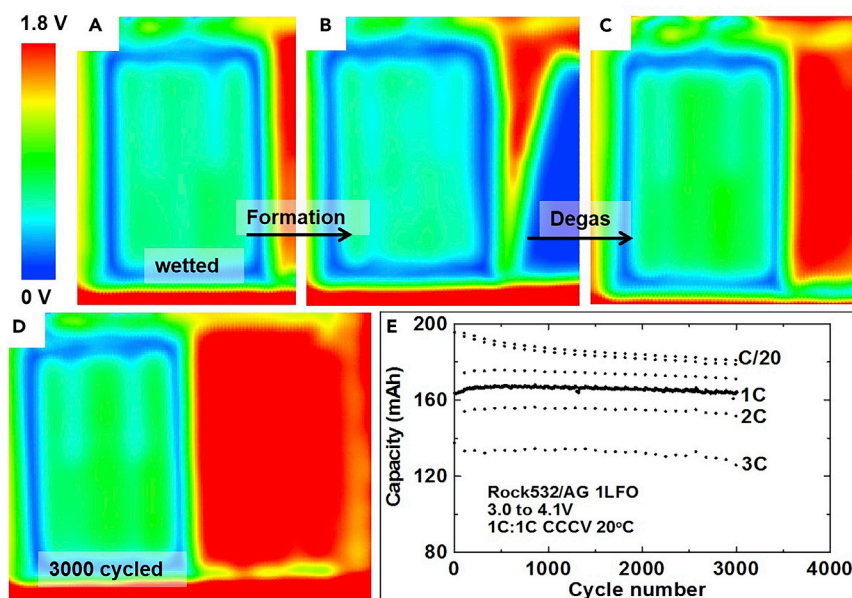 1.8 V
0 V
A
B
C
Formation
Degas
wetted
D
3000 cycled
E
200
160
120
80
Capacity (mAh)
C/20
1C
2C
3C
Rock532/AG 1LFO
3.0 to 4.1V
1C:1C CCCV 20°C
0
1000
2000
3000
4000
Cycle number